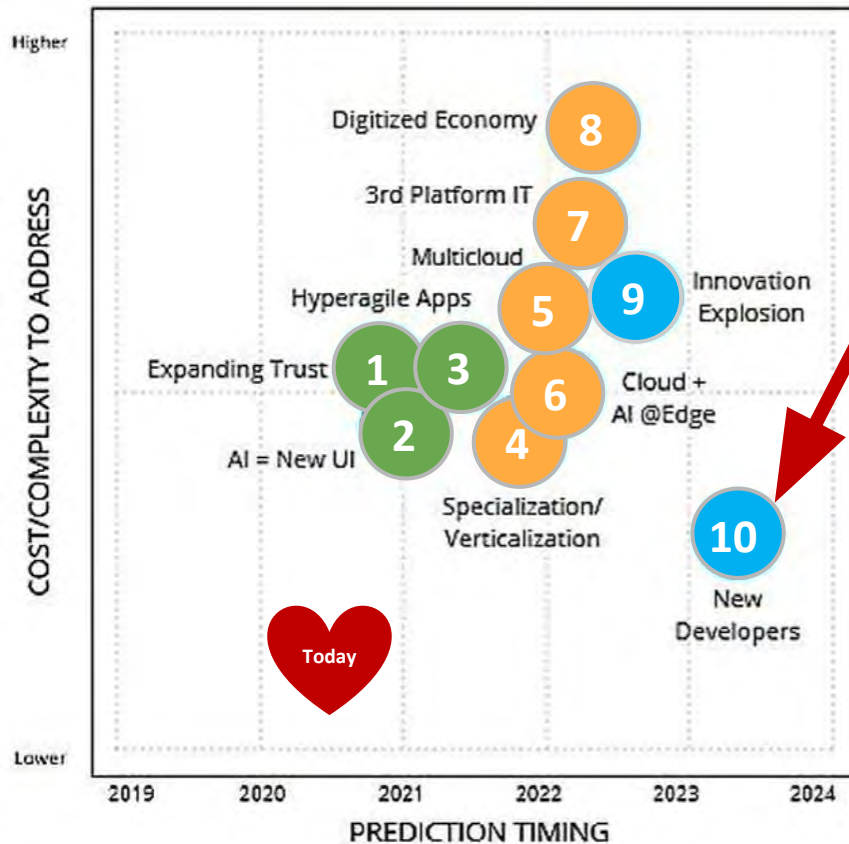 Higher
Digitized Economy
8
3rd Platform IT
7
Multicloud
Hyperagile Apps
5
9
Innovation
Explosion
Expanding Trust
1
3
6
Cloud +
AI @Edge
2
4
AI = New UI
Specialization/
Verticalization
10
New
Developers
Today
Lower
COST/COMPLEXITY TO ADDRESS
2019
2020
2021
2022
2023
2024
PREDICTION TIMING